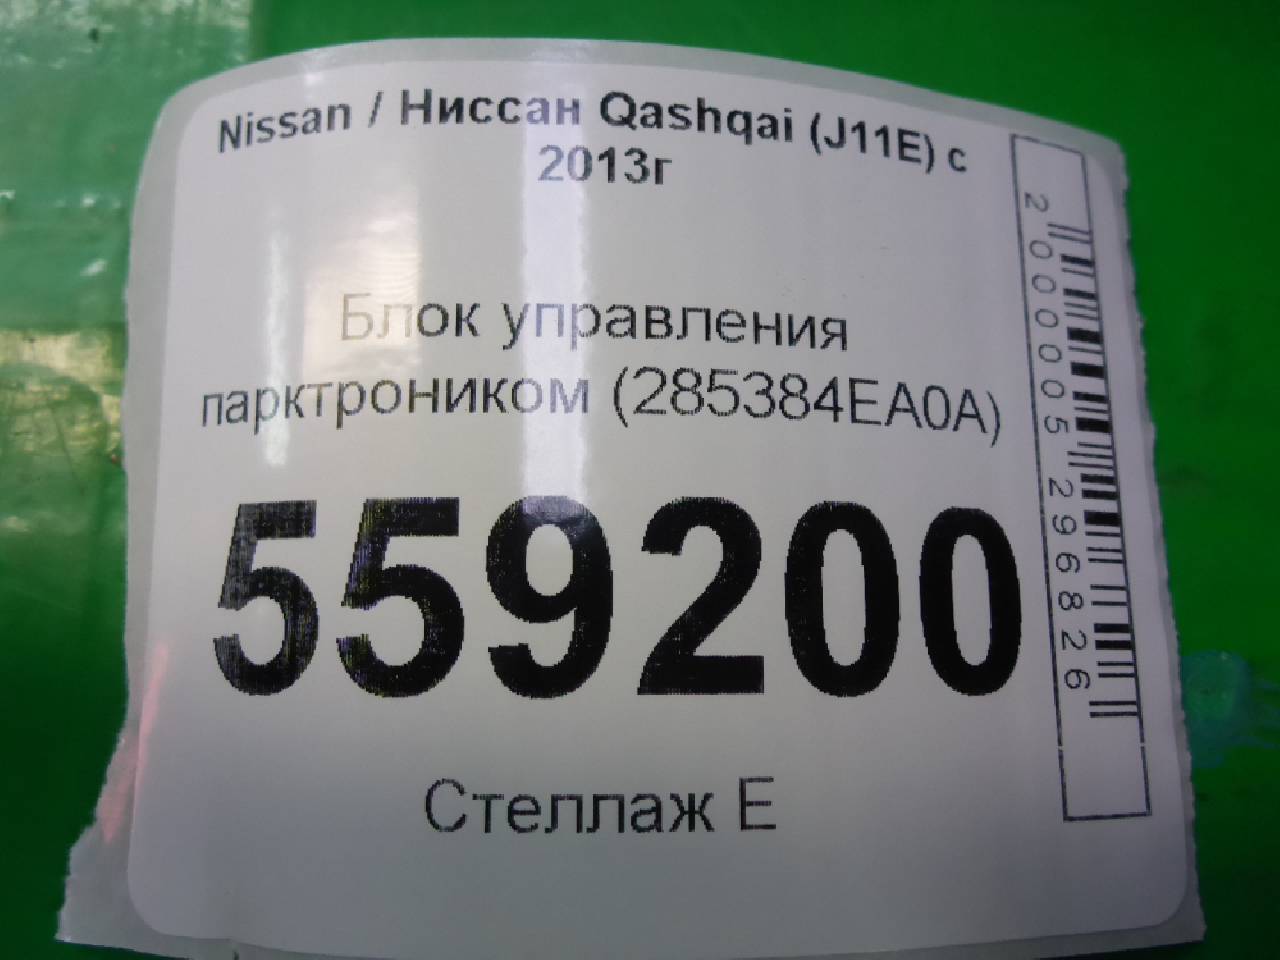 Nissan / Ниссан Qashqai (J11E) с
2013г
Блок управления
парктроником (285384EA0A)
559200
Стеллаж Е
2000005296826